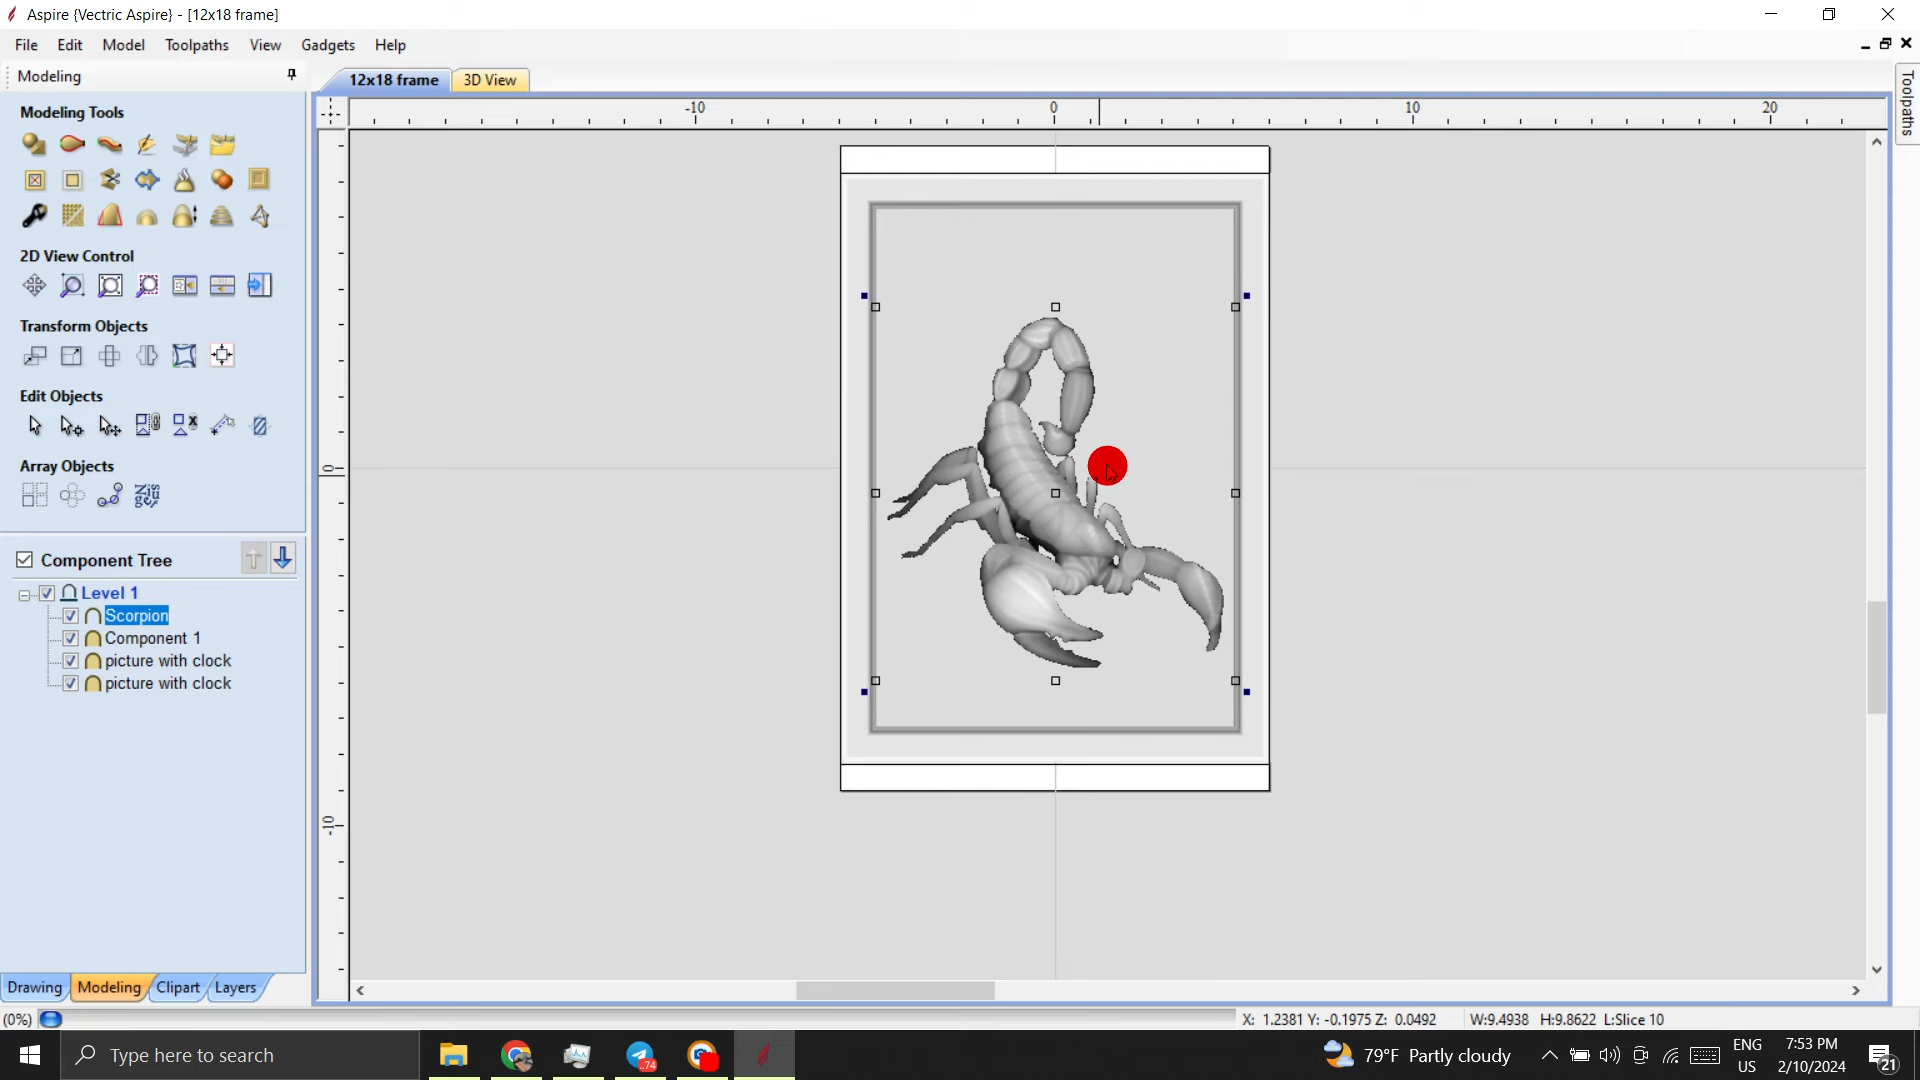 Aspire {Vectric Aspire} - [12x18 frame]
File Edit Model Toolpaths View Gadgets Help
Modeling
12x18 frame 3D View
Toolpaths
-10 0 10 20
Modeling Tools
2D View Control
Transform Objects
Edit Objects
Array Objects
0
-10
Component Tree
Level 1
Scorpion
Component 1
picture with clock
picture with clock
Drawing Modeling Clipart Layers
(0%)
X: 1.2381 Y: -0.1975 Z: 0.0492 W:9.4938 H:9.8622 L:Slice 10
Type here to search
..74
79°F Partly cloudy
ENG
US
7:53 PM
2/10/2024
21